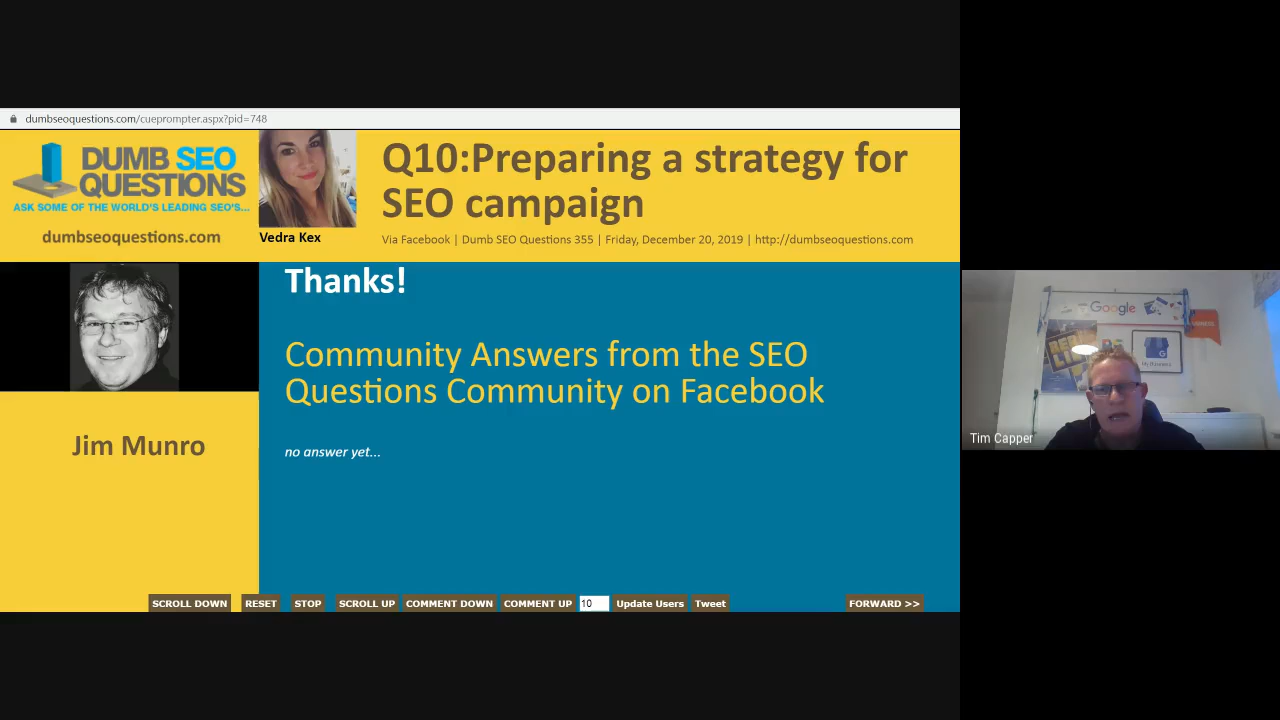 dumbseoquestions.com/cueprompter.aspx?pid=748
DUMB SEO
QUESTIONS
ASK SOME OF THE WORLD'S LEADING SEO'S...
dumbseoquestions.com
Vedra Kex
Q10:Preparing a strategy for
SEO campaign
Via Facebook | Dumb SEO Questions 355 | Friday, December 20, 2019 | http://dumbseoquestions.com
Jim Munro
Thanks!
Community Answers from the SEO
Questions Community on Facebook
no answer yet...
SCROLL DOWN RESET STOP SCROLL UP COMMENT DOWN COMMENT UP 10 Update Users Tweet FORWARD >>
Google
Tim Capper